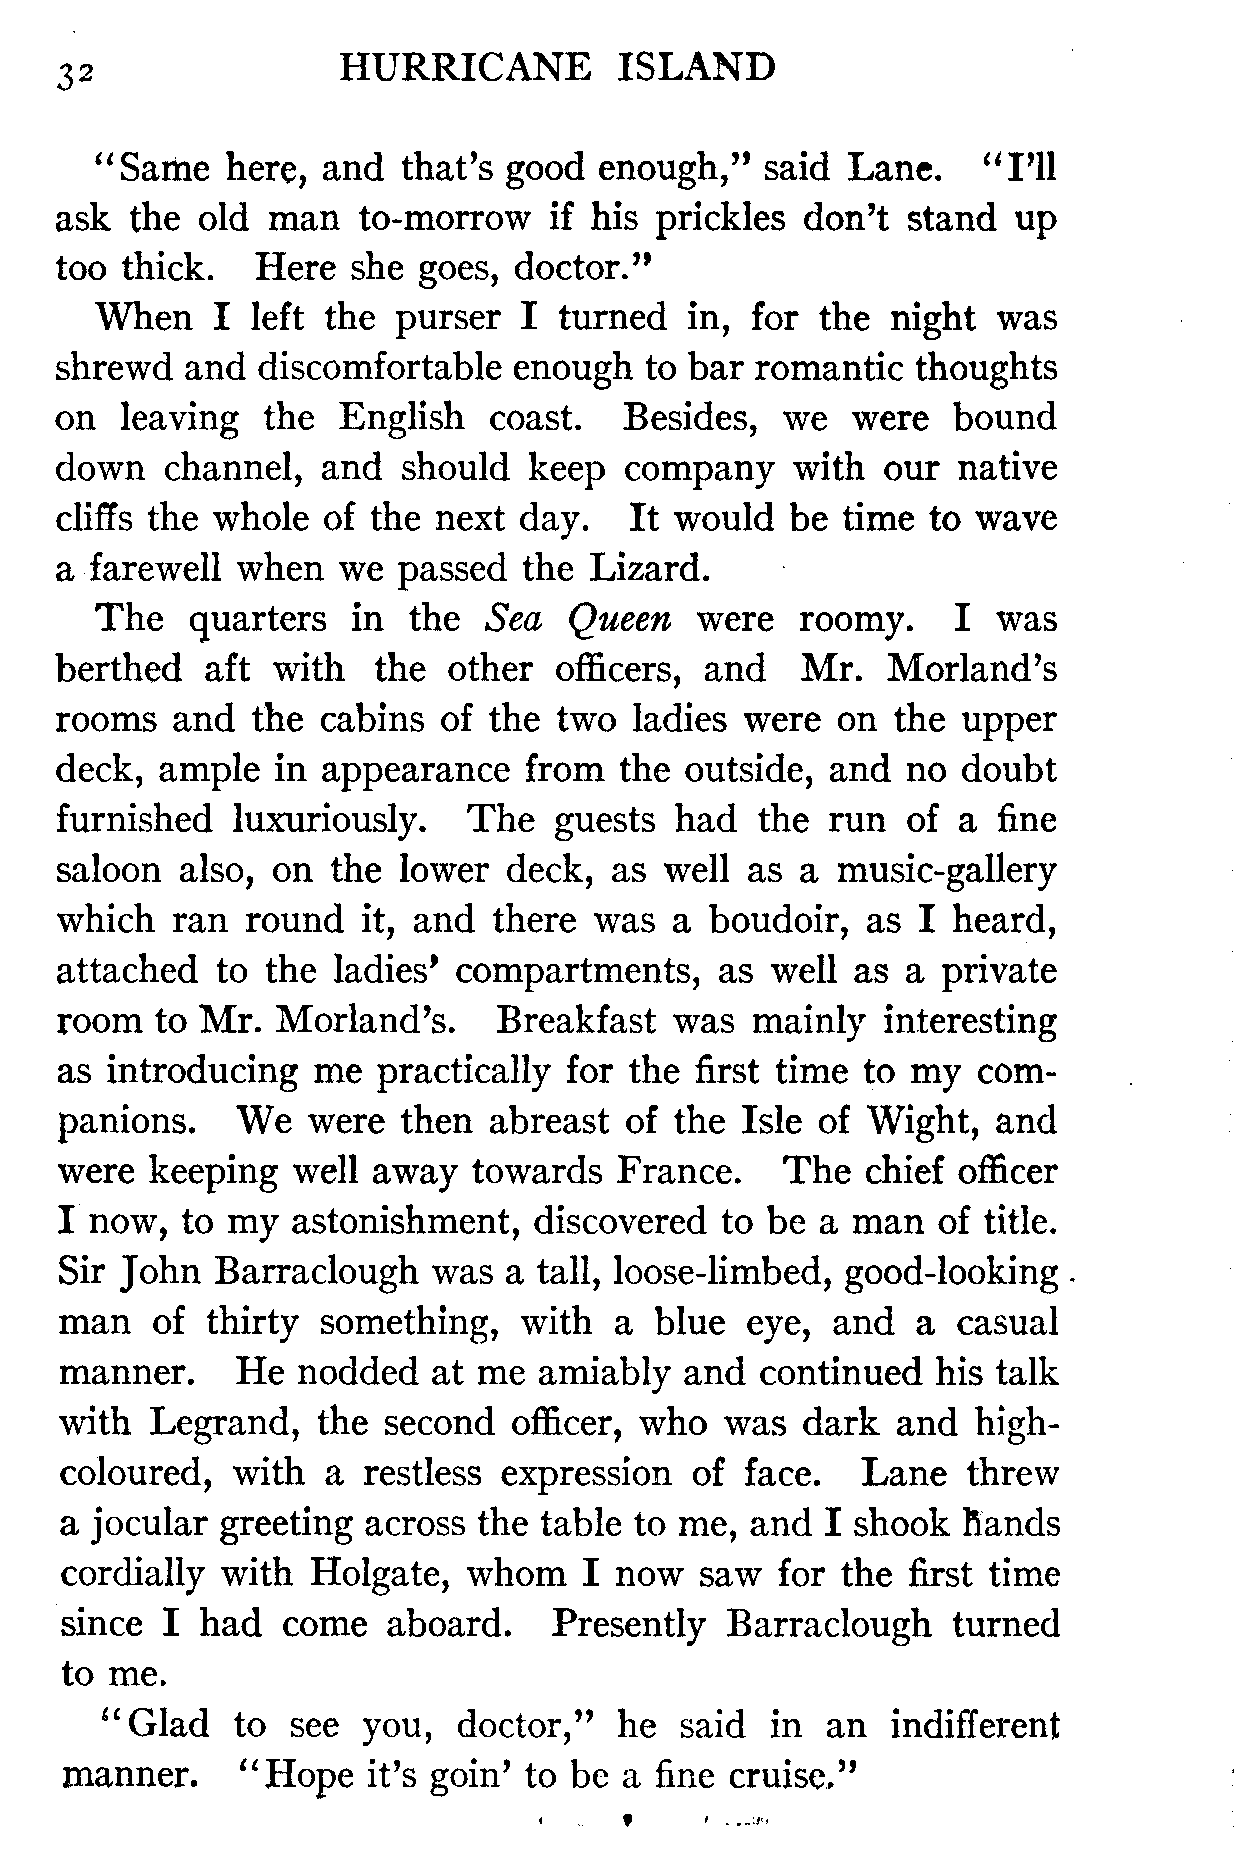 32 HURRICANE ISLAND
"Same here, and that's good enough," said Lane. "I'll
ask the old man to-morrow if his prickles don't stand up
too thick. Here she goes, doctor."
When I left the purser I turned in, for the night was
shrewd and discomfortable enough to bar romantic thoughts
on leaving the English coast. Besides, we were bound
down channel, and should keep company with our native
cliffs the whole of the next day. It would be time to wave
a farewell when we passed the Lizard.
The quarters in the Sea Queen were roomy. I was
berthed aft with the other officers, and Mr. Morland's
rooms and the cabins of the two ladies were on the upper
deck, ample in appearance from the outside, and no doubt
furnished luxuriously. The guests had the run of a fine
saloon also, on the lower deck, as well as a music-gallery
which ran round it, and there was a boudoir, as I heard,
attached to the ladies' compartments, as well as a private
room to Mr. Morland's. Breakfast was mainly interesting
as introducing me practically for the first time to my com-
panions. We were then abreast of the Isle of Wight, and
were keeping well away towards France. The chief officer
I now, to my astonishment, discovered to be a man of title.
Sir John Barraclough was a tall, loose-limbed, good-looking
man of thirty something, with a blue eye, and a casual
manner. He nodded at me amiably and continued his talk
with Legrand, the second officer, who was dark and high-
coloured, with a restless expression of face. Lane threw
a jocular greeting across the table to me, and I shook hands
cordially with Holgate, whom I now saw for the first time
since I had come aboard. Presently Barraclough turned
to me.
"Glad to see you, doctor," he said in an indifferent
manner. "Hope it's goin' to be a fine cruise."